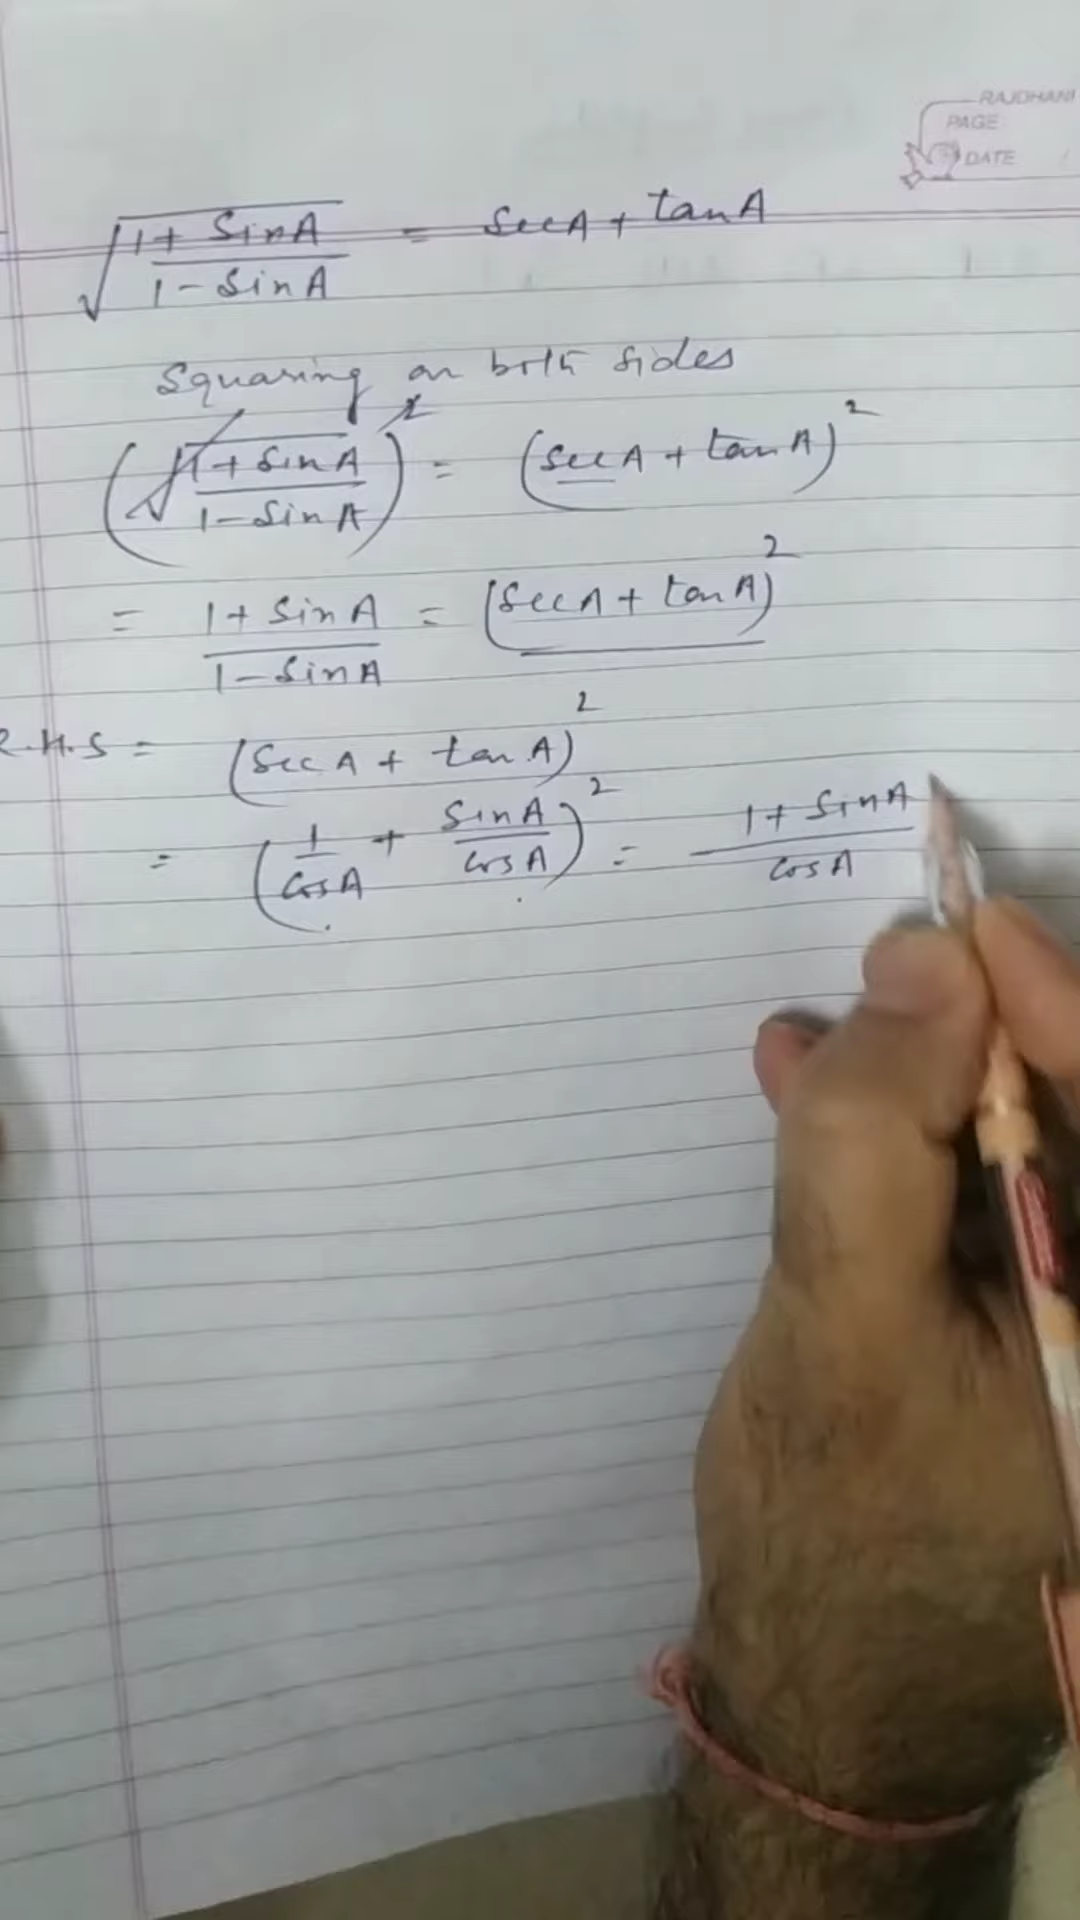 RAJDHANI
PAGE
DATE
√(1+ SinA / 1-SinA) = SecA + tanA
Squaring on both sides
(√(1+SinA / 1-SinA))² = (SecA + tanA)²
= 1+ SinA / 1-SinA = (SecA + tanA)²
R.H.S = (SecA + tanA)²
= (1/CosA + SinA/CosA)² = 1+ SinA / CosA